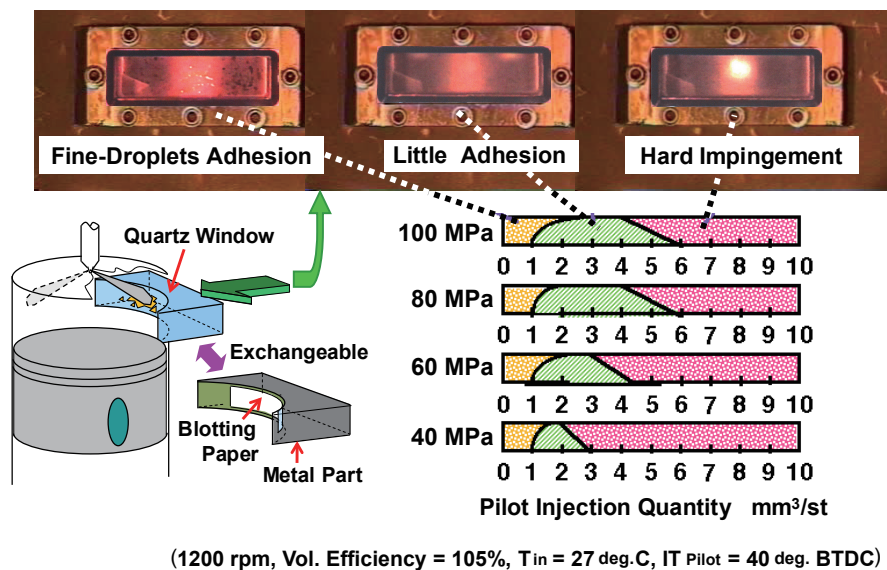 Fine-Droplets Adhesion
Little Adhesion
Hard Impingement
Quartz Window
Exchangeable
Blotting
Paper
Metal Part
100 MPa
0 1 2 3 4 5 6 7 8 9 10
80 MPa
0 1 2 3 4 5 6 7 8 9 10
60 MPa
0 1 2 3 4 5 6 7 8 9 10
40 MPa
0 1 2 3 4 5 6 7 8 9 10
Pilot Injection Quantity mm³/st
(1200 rpm, Vol. Efficiency = 105%, Tin = 27 deg.C, IT Pilot = 40 deg. BTDC)